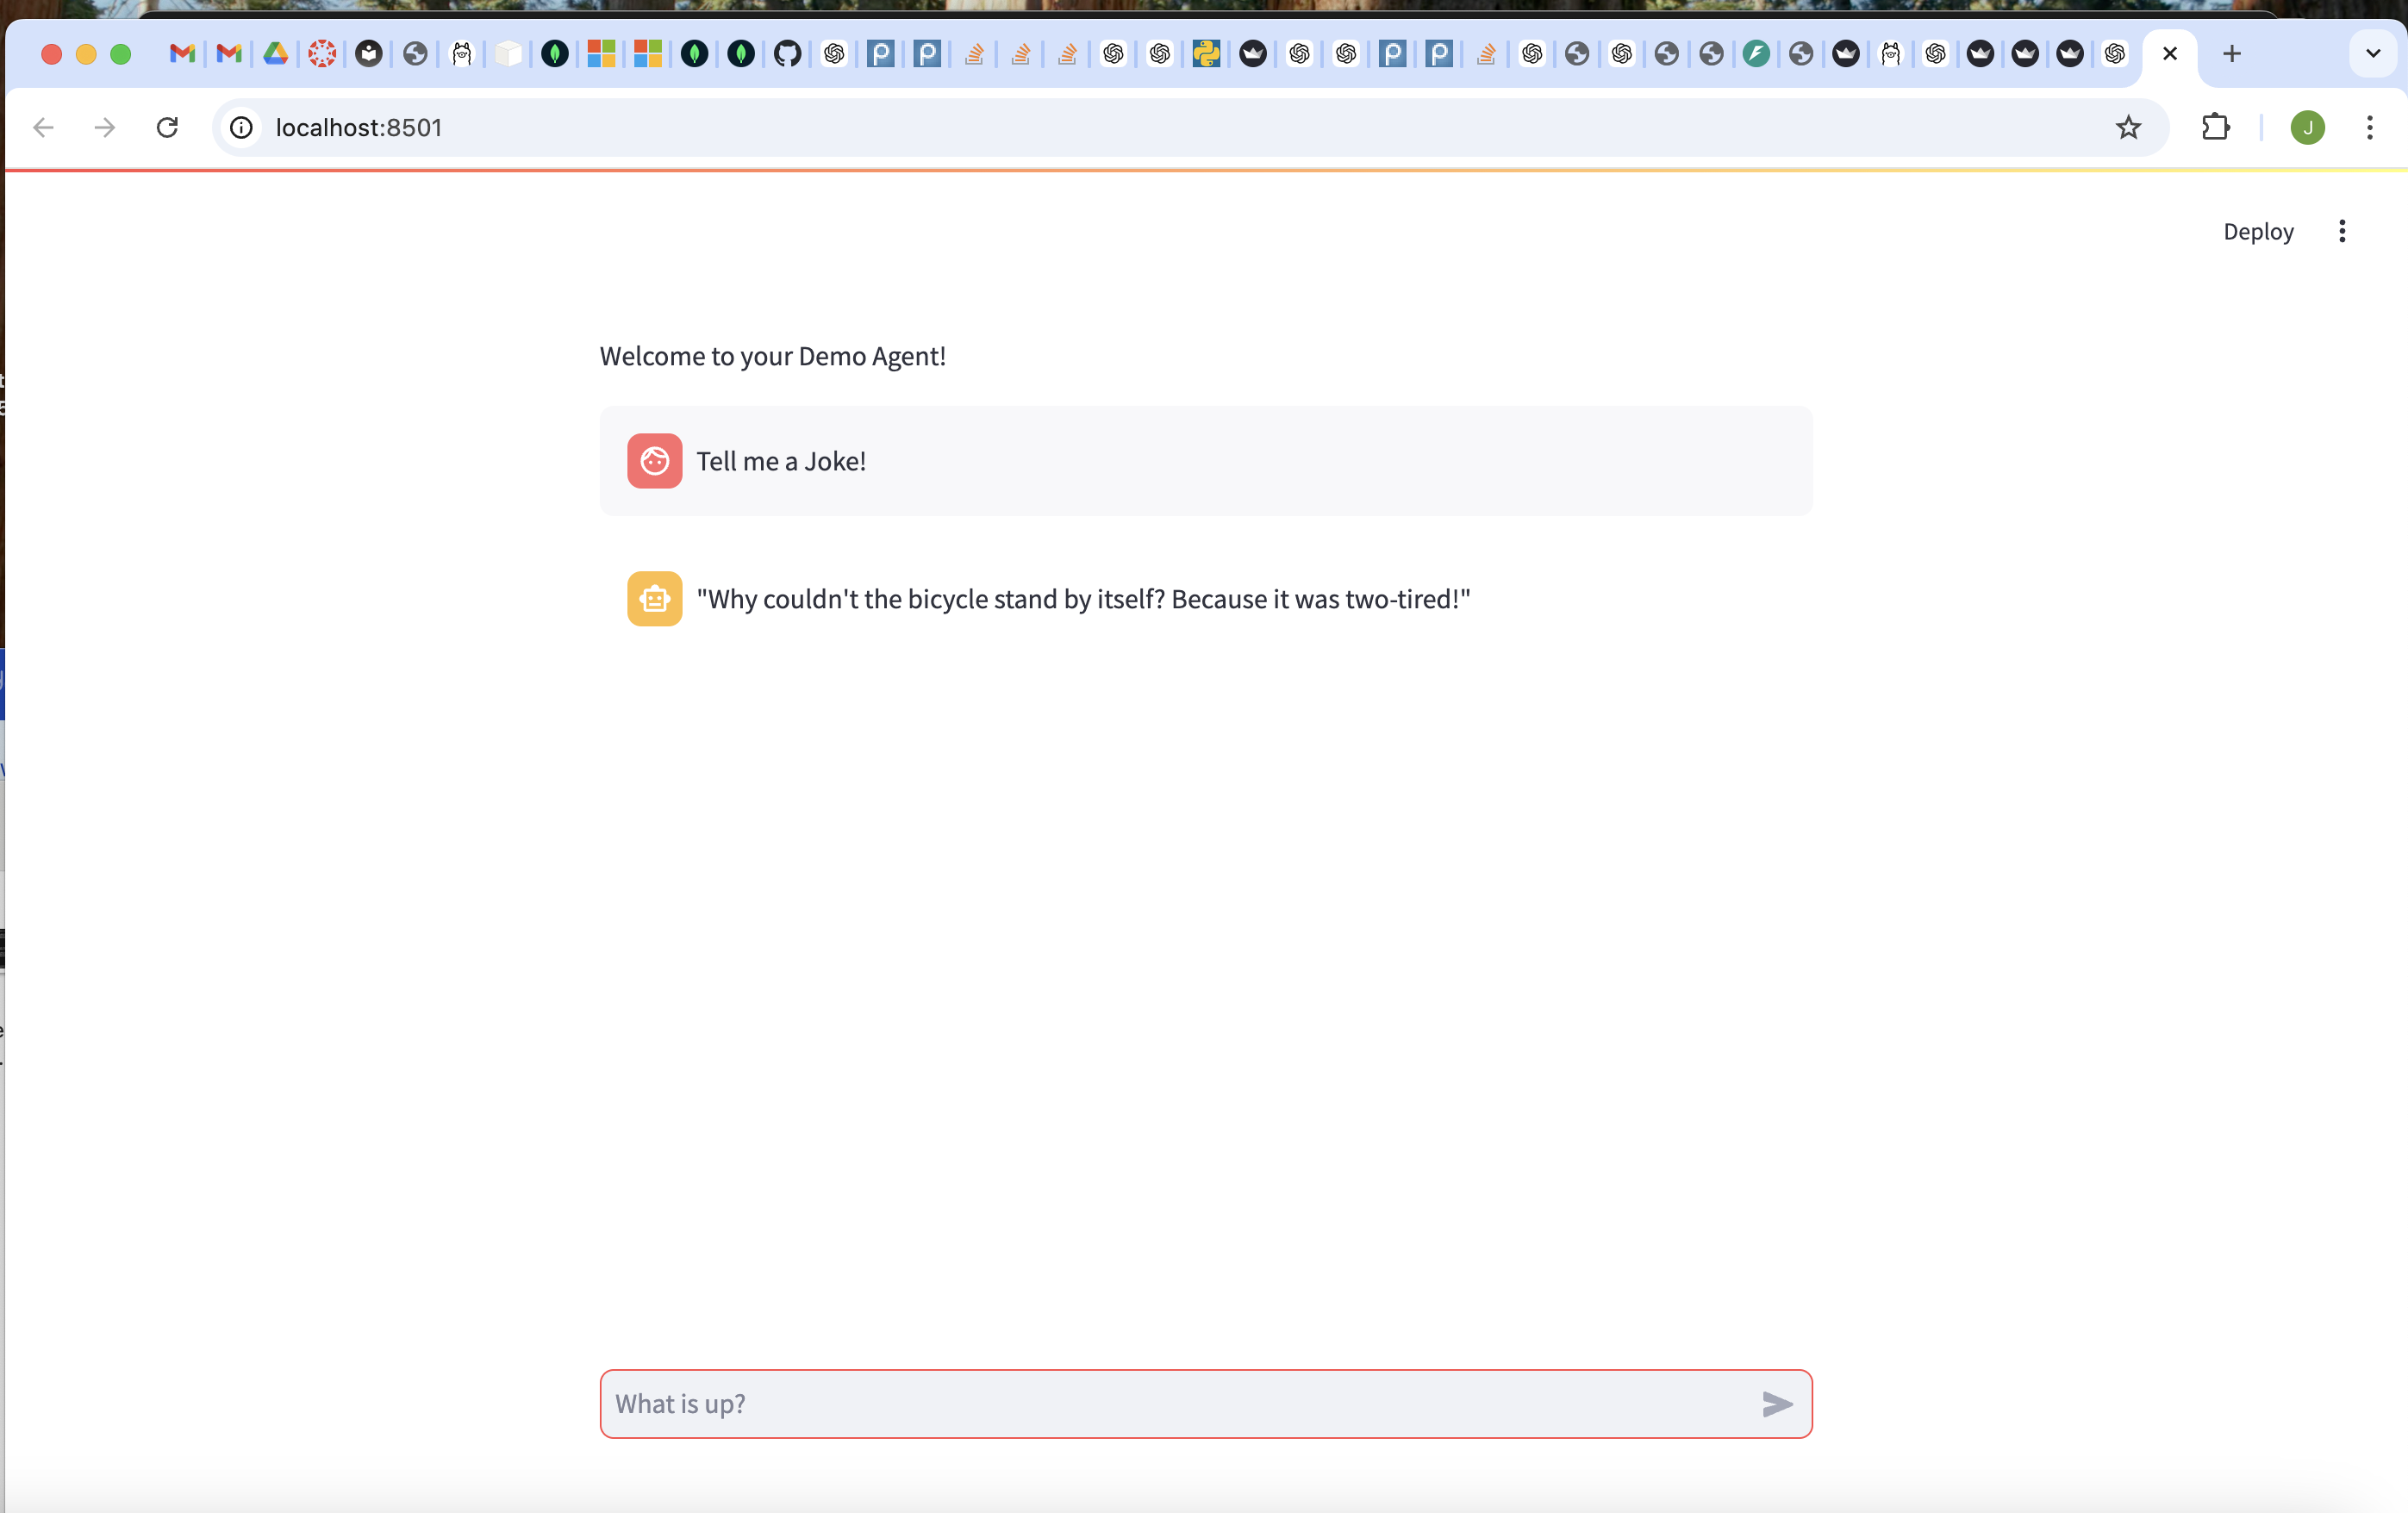 localhost:8501
J
Deploy
Welcome to your Demo Agent!
Tell me a Joke!
"Why couldn't the bicycle stand by itself? Because it was two-tired!"
What is up?